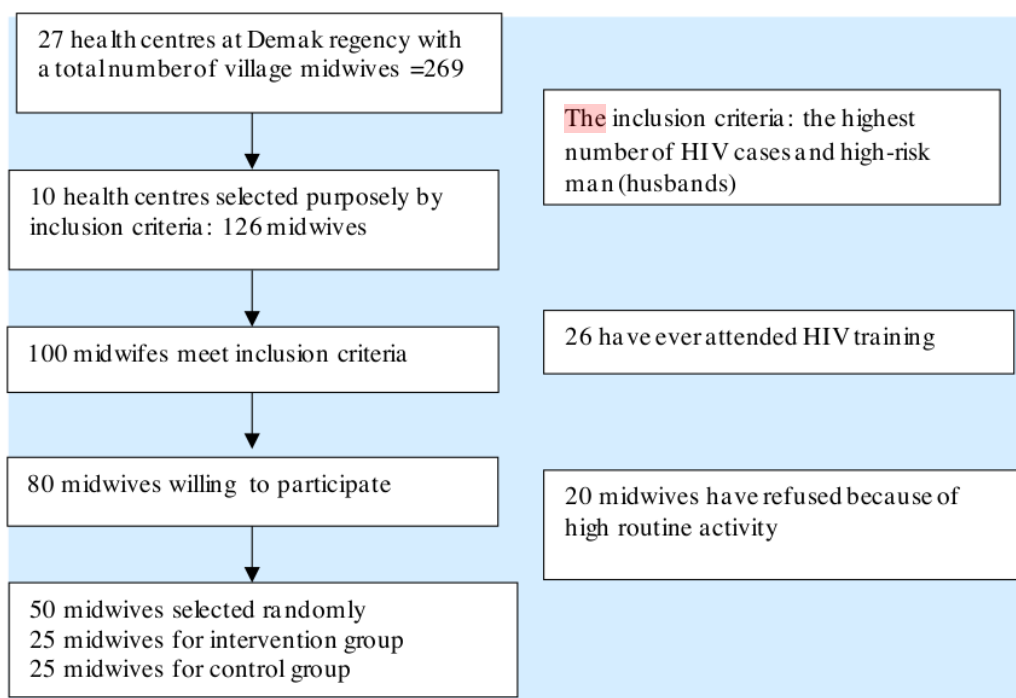 27 health centres at Demak regency with
a total number of village midwives =269
The inclusion criteria: the highest
number of HIV cases and high-risk
man (husbands)
10 health centres selected purposely by
inclusion criteria: 126 midwives
100 midwifes meet inclusion criteria
26 have ever attended HIV training
80 midwives willing to participate
20 midwives have refused because of
high routine activity
50 midwives selected randomly
25 midwives for intervention group
25 midwives for control group